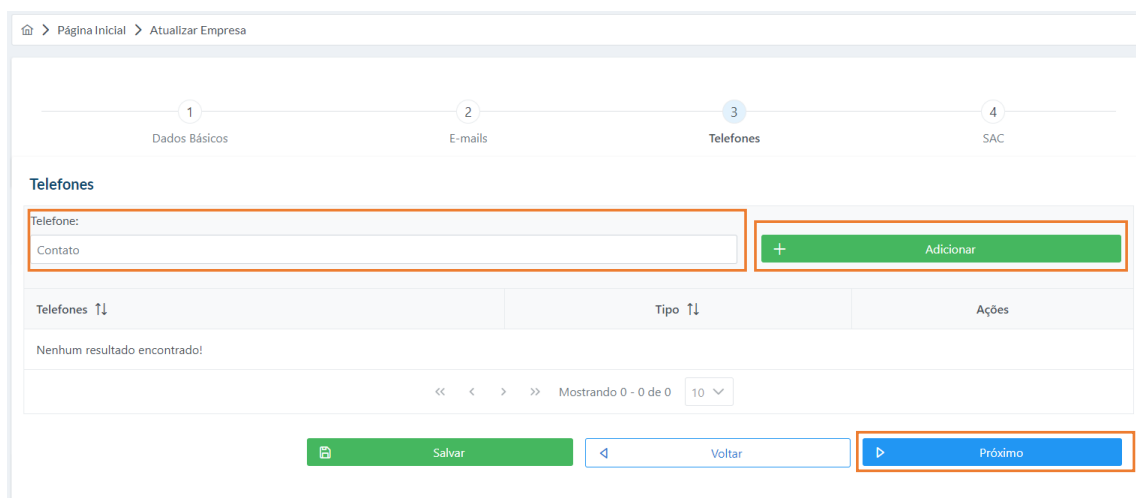 Página Inicial Atualizar Empresa
1 2 3 4
Dados Básicos E-mails Telefones SAC
Telefones
Telefone:
Contato
Adicionar
Telefones Tipo Ações
Nenhum resultado encontrado!
Mostrando 0 - 0 de 0 10
Salvar Voltar Próximo